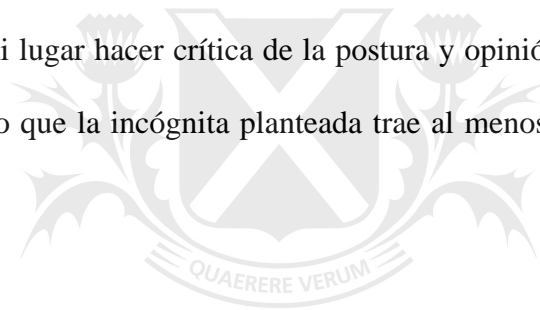 i lugar hacer crítica de la postura y opinió
o que la incógnita planteada trae al menos
QUAERERE VERUM